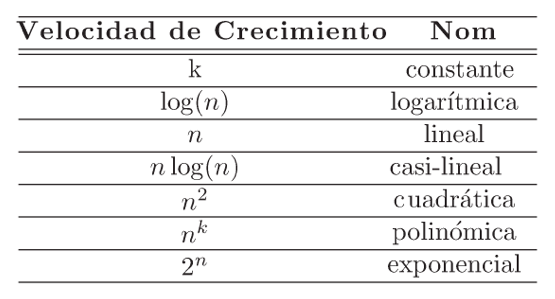 Velocidad de Crecimiento Nom
k constante
log(n) logarítmica
n lineal
n log(n) casi-lineal
n² cuadrática
nᵏ polinómica
2ⁿ exponencial